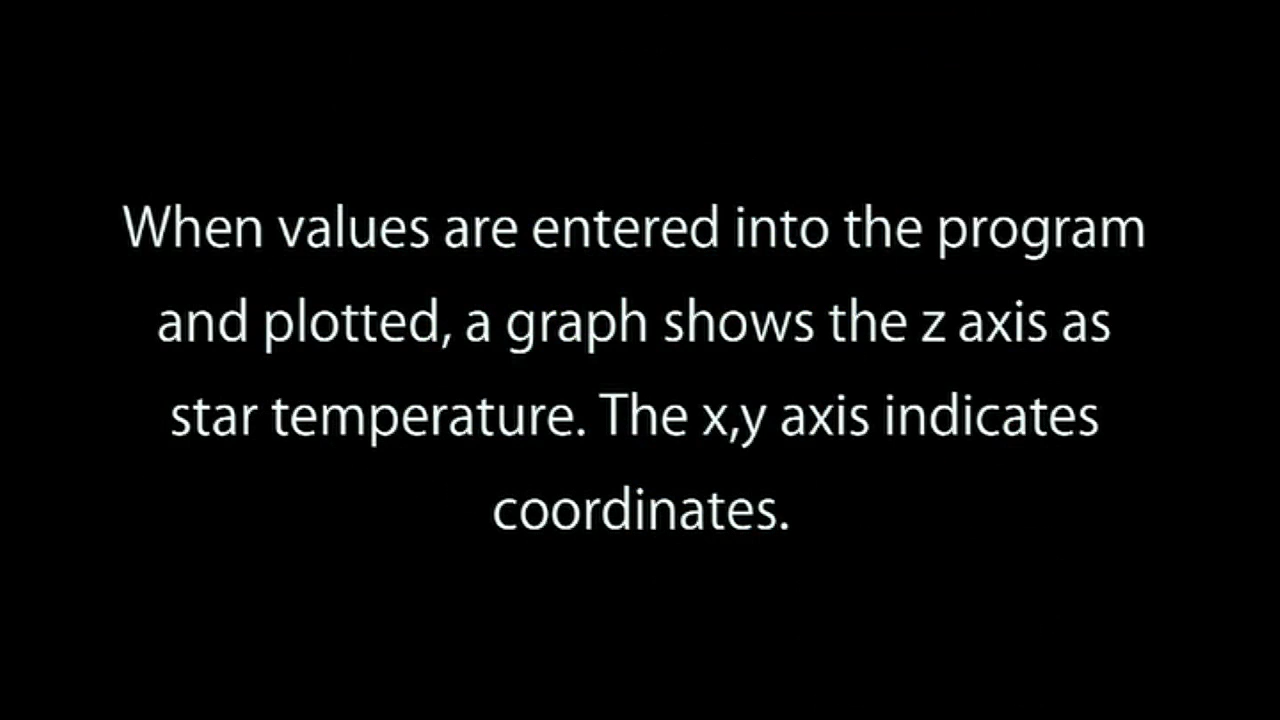 When values are entered into the program
and plotted, a graph shows the z axis as
star temperature. The x,y axis indicates
coordinates.